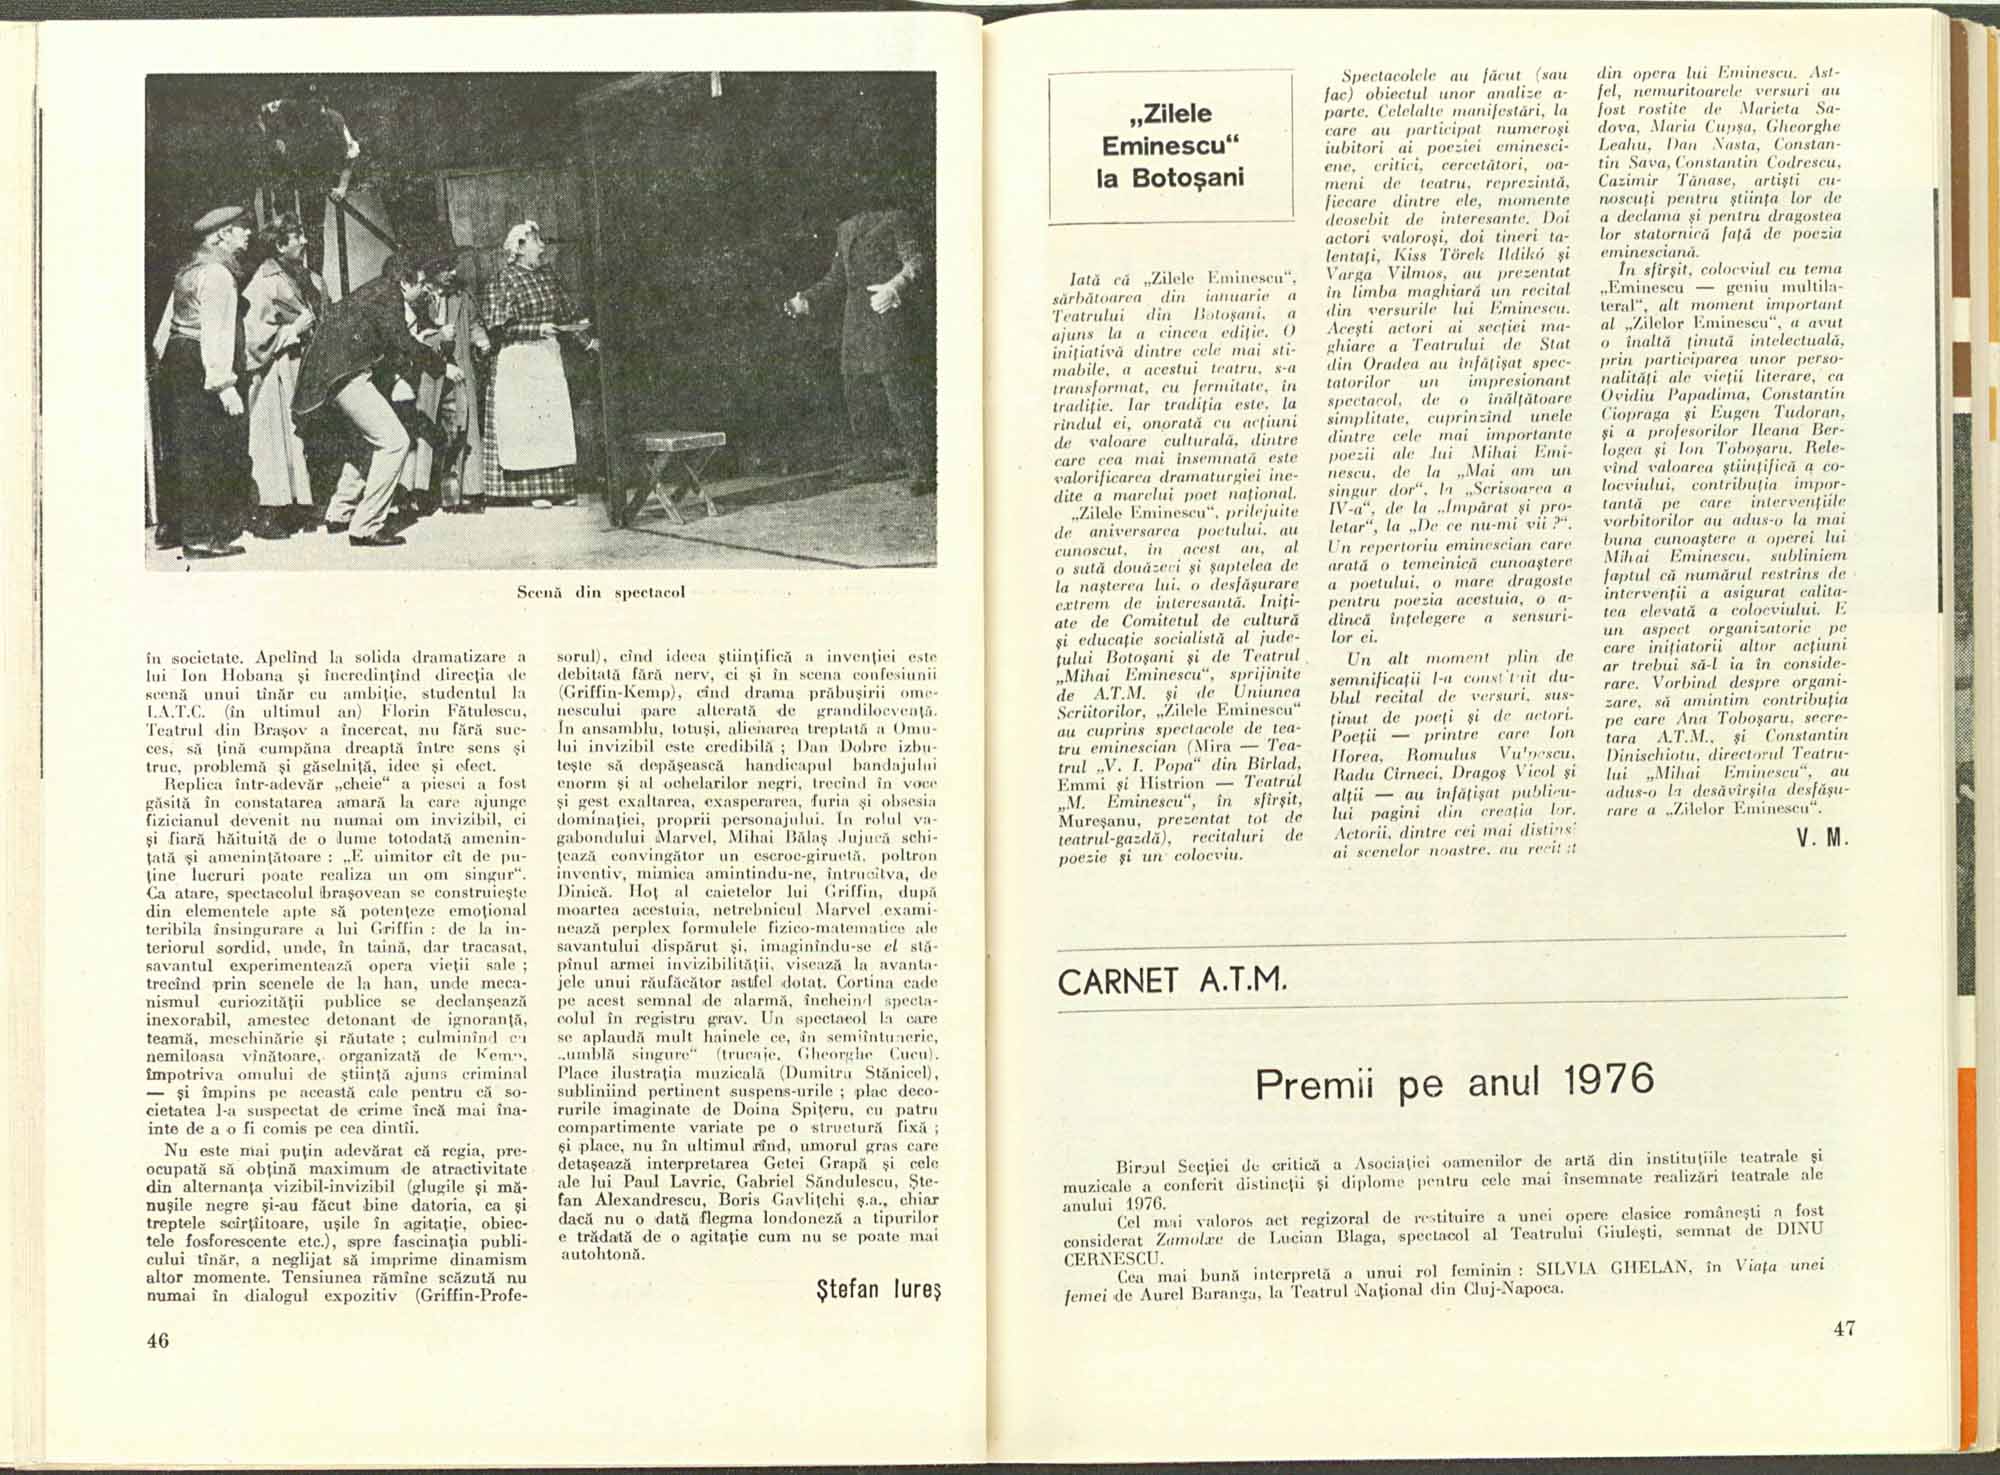 Scenă din spectacol
în societate. Apelînd la solida dramatizare a
lui Ion Hobana și încredințînd direcția de
scenă unui tînăr cu ambiție, studentul la
I.A.T.C. (în ultimul an) Florin Fătulescu,
Teatrul din Brașov a încercat, nu fără suc-
ces, să țină cumpăna dreaptă între sens și
truc, problemă și găselniță, idee și efect.
Replica într-adevăr „cheie“ a piesei a fost
găsită în constatarea amară la care ajunge
fizicianul devenit nu numai om invizibil, ci
și fiară hăituită de o lume totodată amenin-
țată și amenințătoare : „E uimitor cît de pu-
ține lucruri poate realiza un om singur“.
Ca atare, spectacolul brașovean se construiește
din elementele apte să potențeze emoțional
teribila însingurare a lui Griffin : de la in-
teriorul sordid, unde, în taină, dar tracasat,
savantul experimentează opera vieții sale ;
trecînd prin scenele de la han, unde meca-
nismul curiozității publice se declanșează
inexorabil, amestec detonant de ignoranță,
teamă, meschinărie și răutate ; culminînd cu
nemiloasa vînătoare, organizată de Kemp,
împotriva omului de știință ajuns criminal
— și împins pe această cale pentru că so-
cietatea l-a suspectat de crime încă mai îna-
inte de a o fi comis pe cea dintîi.
Nu este mai puțin adevărat că regia, pre-
ocupată să obțină maximum de atractivitate
din alternanța vizibil-invizibil (glugile și mă-
nușile negre și-au făcut bine datoria, ca și
treptele scîrțîitoare, ușile în agitație, obiec-
tele fosforescente etc.), spre fascinația publi-
cului tînăr, a neglijat să imprime dinamism
altor momente. Tensiunea rămîne scăzută nu
numai în dialogul expozitiv (Griffin-Profe-
sorul), cînd ideea științifică a invenției este
debitată fără nerv, ci și în scena confesiunii
(Griffin-Kemp), cînd drama prăbușirii ome-
nescului pare alterată de grandilocvență.
În ansamblu, totuși, alienarea treptată a Omu-
lui invizibil este credibilă ; Dan Dobre izbu-
tește să depășească handicapul bandajului
enorm și al ochelarilor negri, trecînd în voce
și gest exaltarea, exasperarea, furia și obsesia
dominației, proprii personajului. În rolul va-
gabondului Marvel, Mihai Bălaș Jujucă schi-
țează convingător un escroc-giruetă, poltron
inventiv, mimica amintindu-ne, întrucîtva, de
Dinică. Hoț al caietelor lui Griffin, după
moartea acestuia, netrebnicul Marvel exami-
nează perplex formulele fizico-matematice ale
savantului dispărut și, imaginîndu-se el stă-
pînul armei invizibilității, visează la avanta-
jele unui răufăcător astfel dotat. Cortina cade
pe acest semnal de alarmă, încheind specta-
colul în registru grav. Un spectacol la care
se aplaudă mult hainele ce, în semiîntuneric,
„umblă singure“ (trucaje, Gheorghe Cucu).
Place ilustrația muzicală (Dumitru Stănicel),
subliniind pertinent suspens-urile ; plac deco-
rurile imaginate de Doina Spițeru, cu patru
compartimente variate pe o structură fixă ;
și place, nu în ultimul rînd, umorul gras care
detașează interpretarea Getei Grapă și cele
ale lui Paul Lavric, Gabriel Săndulescu, Ște-
fan Alexandrescu, Boris Gavlițchi ș.a., chiar
dacă nu o dată flegma londoneză a tipurilor
e trădată de o agitație cum nu se poate mai
autohtonă.
Ștefan Iureș
46
„Zilele
Eminescu“
la Botoșani
Iată că „Zilele Eminescu“,
sărbătoarea din ianuarie a
Teatrului din Botoșani, a
ajuns la a cincea ediție. O
inițiativă dintre cele mai sti-
mabile, a acestui teatru, s-a
transformat, cu fermitate, în
tradiție. Iar tradiția este, la
rîndul ei, onorată cu acțiuni
de valoare culturală, dintre
care cea mai însemnată este
valorificarea dramaturgiei ine-
dite a marelui poet național.
„Zilele Eminescu“, prilejuite
de aniversarea poetului, au
cunoscut, în acest an, al
o sută douăzeci și șaptelea de
la nașterea lui, o desfășurare
extrem de interesantă. Iniți-
ate de Comitetul de cultură
și educație socialistă al jude-
țului Botoșani și de Teatrul
„Mihai Eminescu“, sprijinite
de A.T.M. și de Uniunea
Scriitorilor, „Zilele Eminescu“
au cuprins spectacole de tea-
tru eminescian (Mira — Tea-
trul „V. I. Popa“ din Bîrlad,
Emmi și Histrion — Teatrul
„M. Eminescu“, în sfîrșit,
Mureșanu, prezentat tot de
teatrul-gazdă), recitaluri de
poezie și un colocviu.
Spectacolele au făcut (sau
fac) obiectul unor analize a-
parte. Celelalte manifestări, la
care au participat numeroși
iubitori ai poeziei eminesci-
ene, critici, cercetători, oa-
meni de teatru, reprezintă,
fiecare dintre ele, momente
deosebit de interesante. Doi
actori valoroși, doi tineri ta-
lentați, Kiss Törek Ildikó și
Varga Vilmos, au prezentat
în limba maghiară un recital
din versurile lui Eminescu.
Acești actori ai secției ma-
ghiare a Teatrului de Stat
din Oradea au înfățișat spec-
tatorilor un impresionant
spectacol, de o înălțătoare
simplitate, cuprinzînd unele
dintre cele mai importante
poezii ale lui Mihai Emi-
nescu, de la „Mai am un
singur dor“, la „Scrisoarea a
IV-a“, de la „Împărat și pro-
letar“, la „De ce nu-mi vii ?“.
Un repertoriu eminescian care
arată o temeinică cunoaștere
a poetului, o mare dragoste
pentru poezia acestuia, o a-
dîncă înțelegere a sensuri-
lor ei.
Un alt moment plin de
semnificații l-a constituit du-
blul recital de versuri, sus-
ținut de poeți și de actori.
Poeții — printre care Ion
Horea, Romulus Vulpescu,
Radu Cîrneci, Dragoș Vicol și
alții — au înfățișat publicu-
lui pagini din creația lor.
Actorii, dintre cei mai distinși
ai scenelor noastre, au recitat
din opera lui Eminescu. Ast-
fel, nemuritoarele versuri au
fost rostite de Marieta Sa-
dova, Maria Cupșa, Gheorghe
Leahu, Dan Nasta, Constan-
tin Sava, Constantin Codrescu,
Cazimir Tănase, artiști cu-
noscuți pentru știința lor de
a declama și pentru dragostea
lor statornică față de poezia
eminesciană.
În sfîrșit, colocviul cu tema
„Eminescu — geniu multila-
teral“, alt moment important
al „Zilelor Eminescu“, a avut
o înaltă ținută intelectuală,
prin participarea unor perso-
nalități ale vieții literare, ca
Ovidiu Papadima, Constantin
Ciopraga și Eugen Tudoran,
și a profesorilor Ileana Ber-
logea și Ion Toboșaru. Rele-
vînd valoarea științifică a co-
locviului, contribuția impor-
tantă pe care intervențiile
vorbitorilor au adus-o la mai
buna cunoaștere a operei lui
Mihai Eminescu, subliniem
faptul că numărul restrîns de
intervenții a asigurat calita-
tea elevată a colocviului. E
un aspect organizatoric pe
care inițiatorii altor acțiuni
ar trebui să-l ia în conside-
rare. Vorbind despre organi-
zare, să amintim contribuția
pe care Ana Toboșaru, secre-
tara A.T.M., și Constantin
Dinischiotu, directorul Teatru-
lui „Mihai Eminescu“, au
adus-o la desăvîrșita desfășu-
rare a „Zilelor Eminescu“.
V. M.
CARNET A.T.M.
Premii pe anul 1976
Biroul Secției de critică a Asociației oamenilor de artă din instituțiile teatrale și
muzicale a conferit distincții și diplome pentru cele mai însemnate realizări teatrale ale
anului 1976.
Cel mai valoros act regizoral de restituire a unei opere clasice românești a fost
considerat Zamolxe de Lucian Blaga, spectacol al Teatrului Giulești, semnat de DINU
CERNESCU.
Cea mai bună interpretă a unui rol feminin : SILVIA GHELAN, în Viața unei
femei de Aurel Baranga, la Teatrul Național din Cluj-Napoca.
47